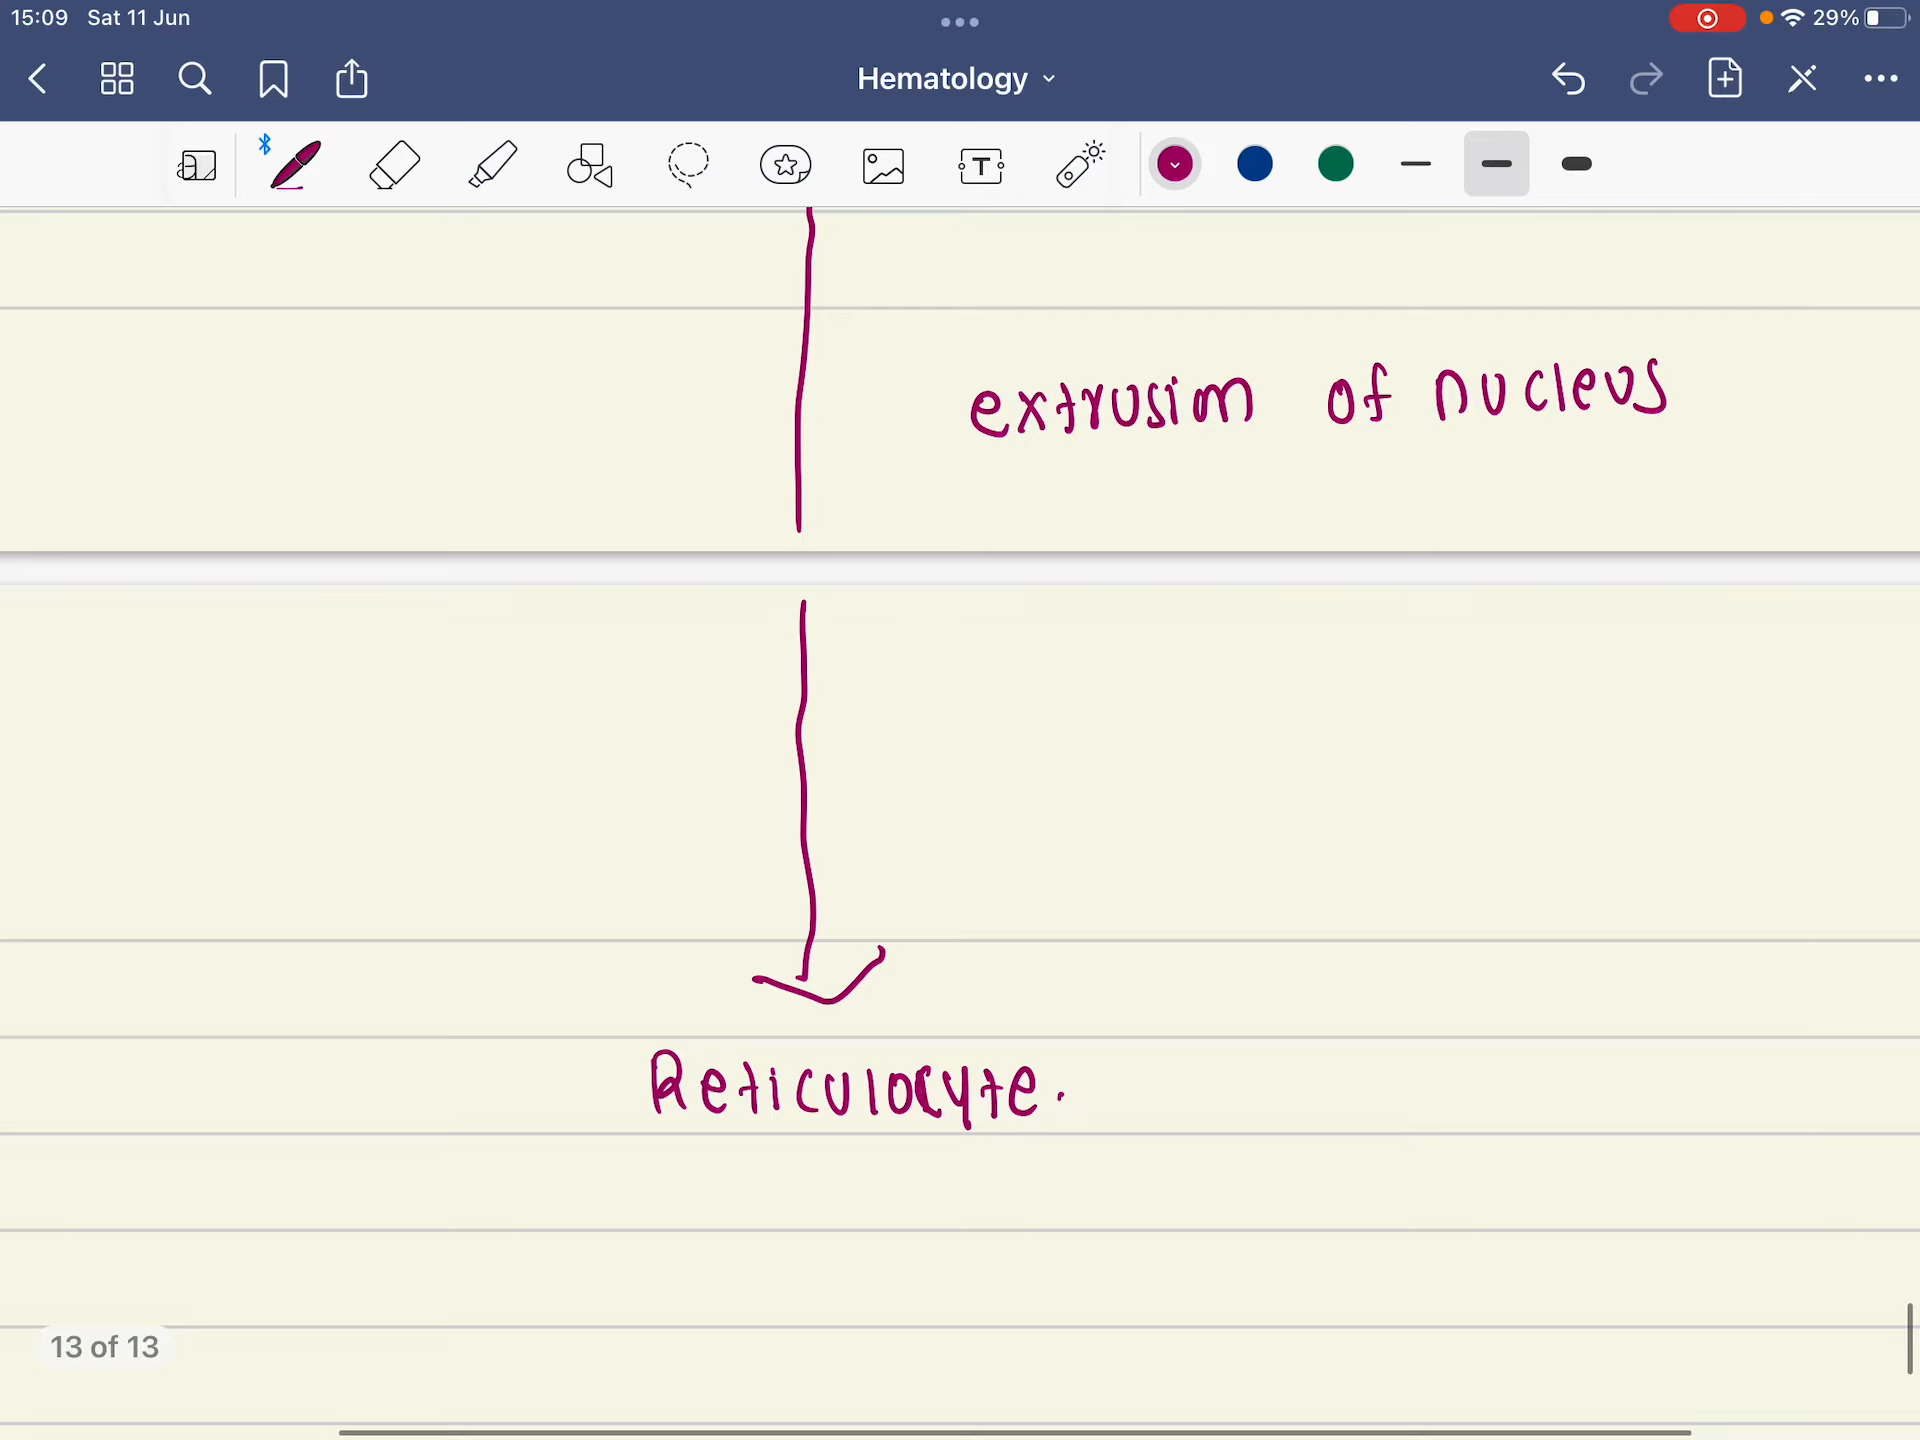 15:09 Sat 11 Jun
29%
Hematology
extrusion of nucleus
Reticulocyte.
13 of 13